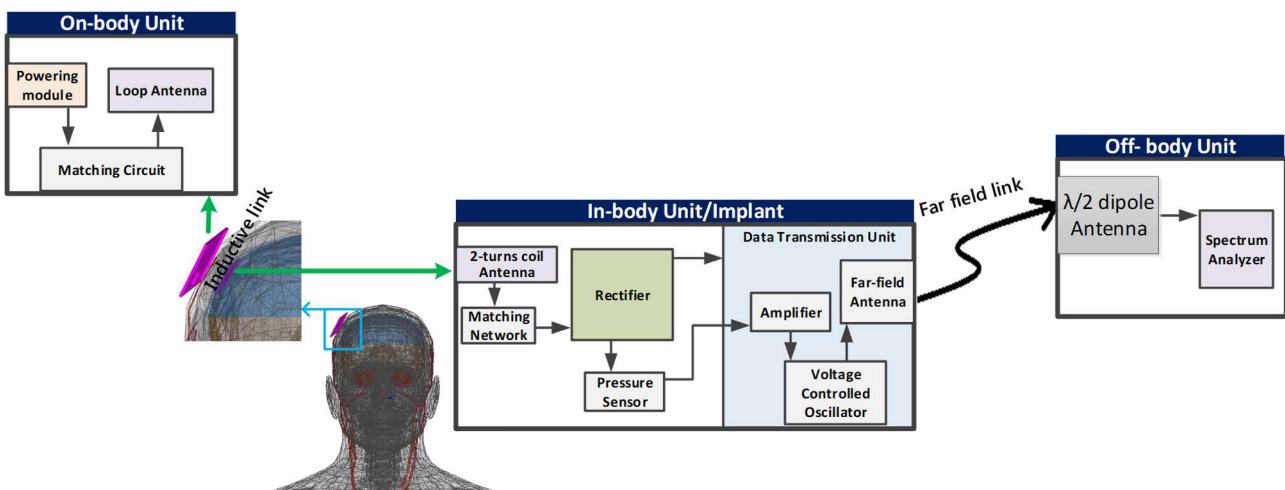 On-body Unit
Powering
module
Loop Antenna
Matching Circuit
Inductive link
In-body Unit/Implant
2-turns coil
Antenna
Matching
Network
Rectifier
Pressure
Sensor
Data Transmission Unit
Amplifier
Far-field
Antenna
Voltage
Controlled
Oscillator
Far field link
Off- body Unit
λ/2 dipole
Antenna
Spectrum
Analyzer